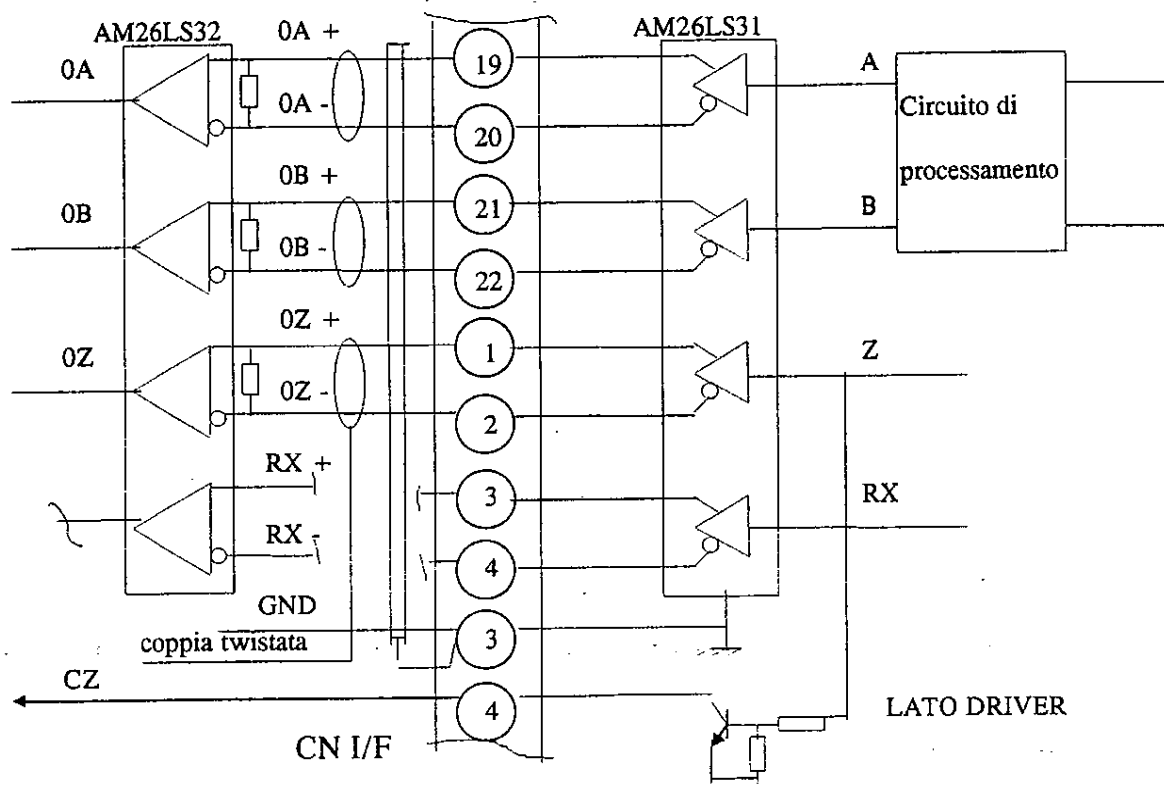 AM26LS32
0A +
AM26LS31
0A
19
A
0A -
Circuito di
20
processamento
0B +
21
0B
B
0B -
22
0Z +
1
0Z
Z
0Z -
2
RX +
3
RX
RX -
4
GND
3
coppia twistata
CZ
4
LATO DRIVER
CN I/F